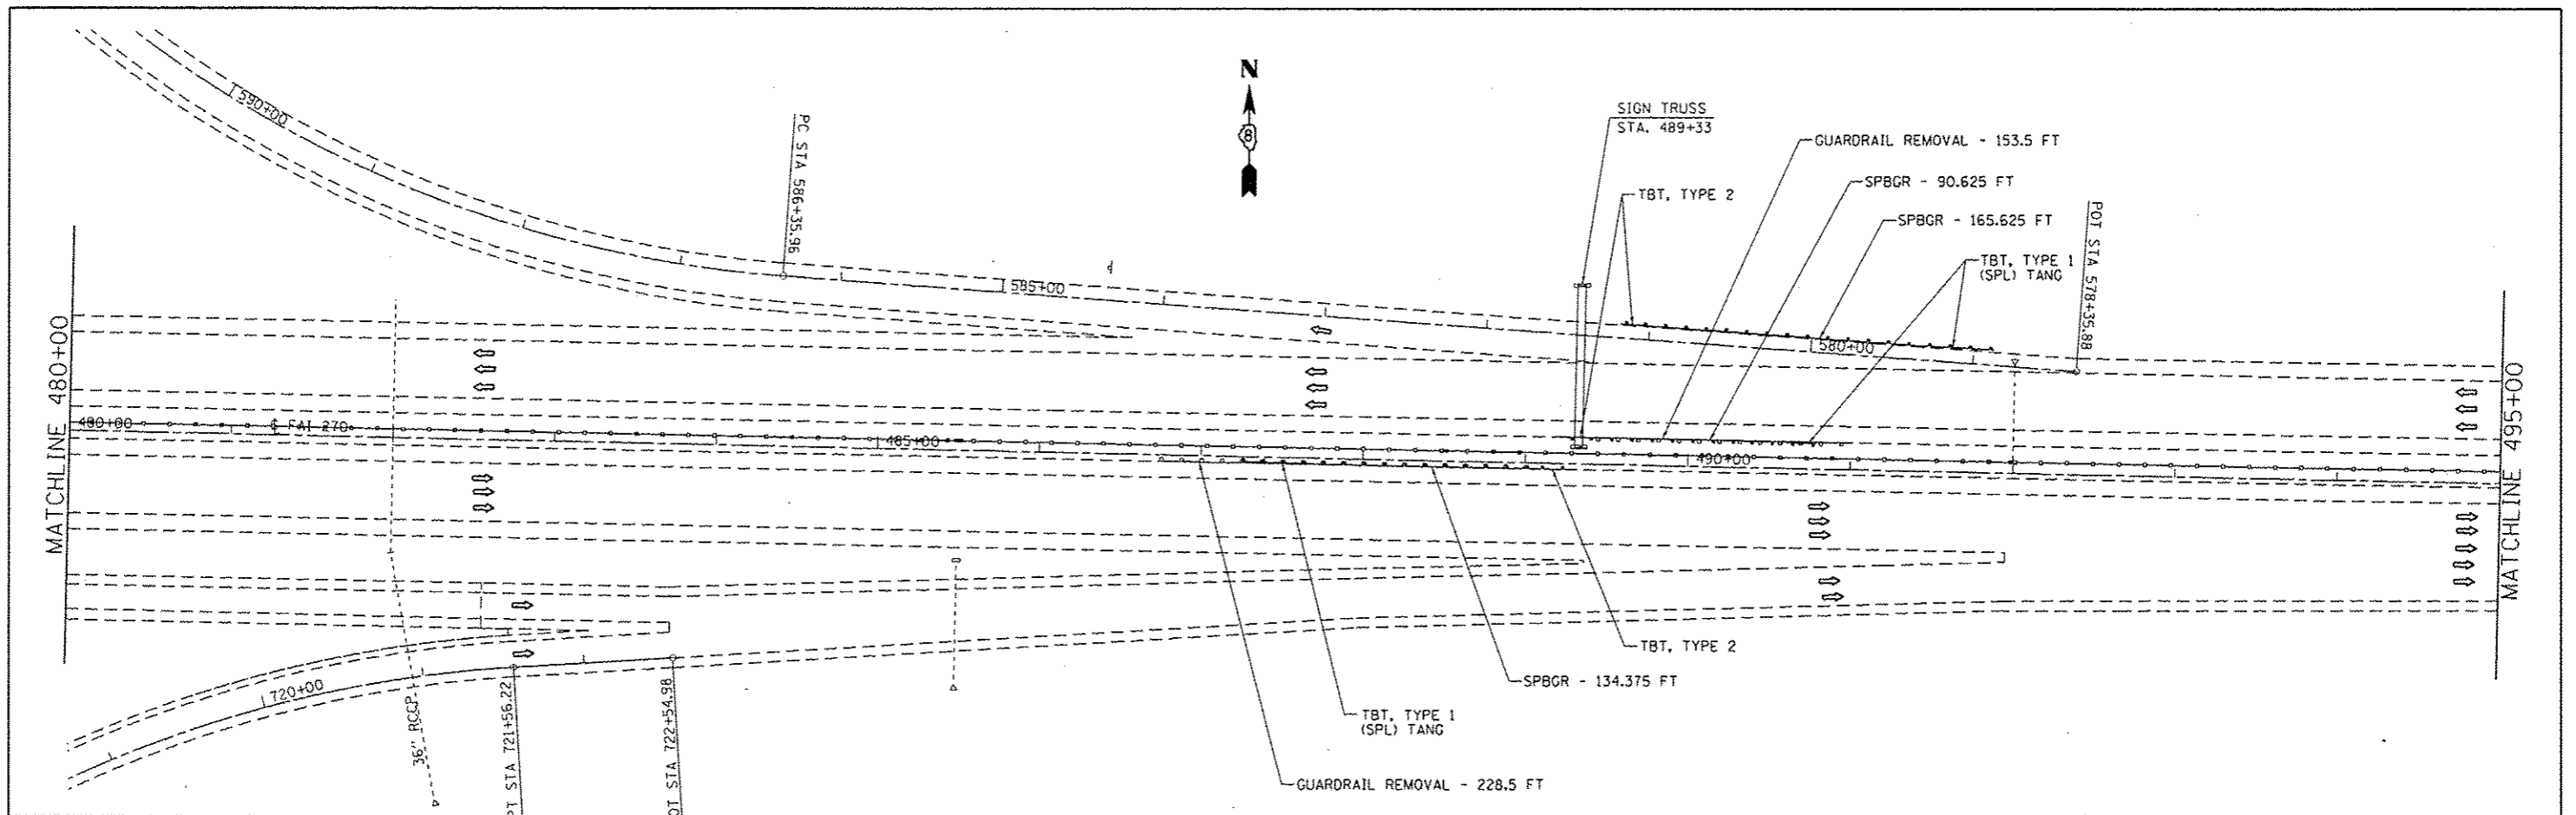 590+00
PC STA 586+35.96
N
8
SIGN TRUSS
STA. 489+33
GUARDRAIL REMOVAL - 153.5 FT
TBT, TYPE 2
SPBGR - 90.625 FT
SPBGR - 165.625 FT
TBT, TYPE 1
(SPL) TANG
POT STA 578+35.88
585+00
580+00
MATCHLINE 480+00
480+00
℄ FAI 270
485+00
490+00
MATCHLINE 495+00
TBT, TYPE 2
SPBGR - 134.375 FT
TBT, TYPE 1
(SPL) TANG
GUARDRAIL REMOVAL - 228.5 FT
720+00
36" RCCP
PT STA 721+56.22
OT STA 722+54.98